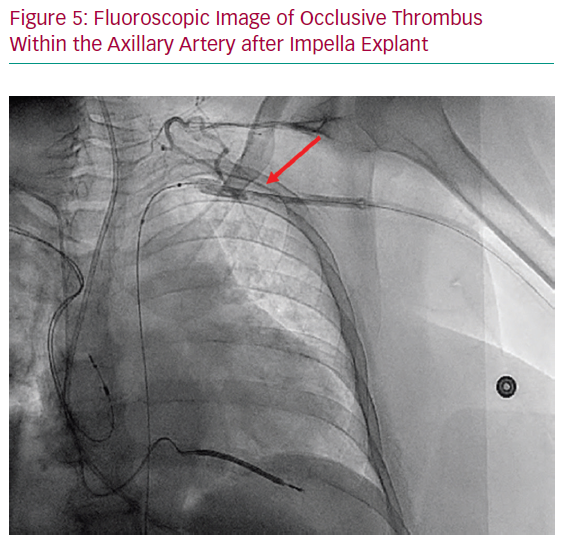 Figure 5: Fluoroscopic Image of Occlusive Thrombus
Within the Axillary Artery after Impella Explant